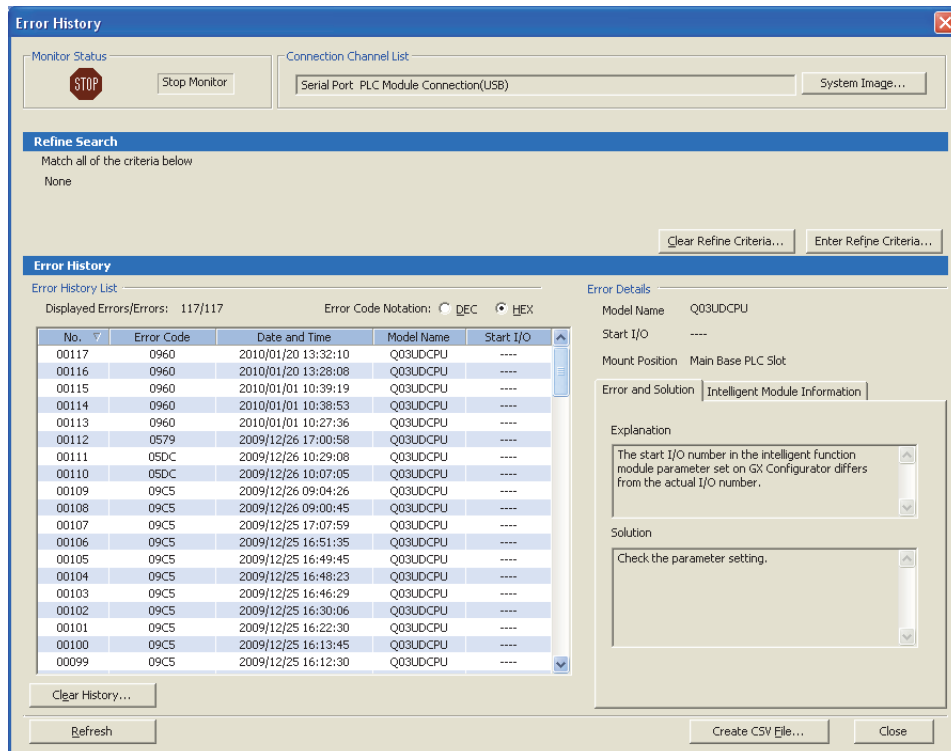 Error History
Monitor Status
STOP
Stop Monitor
Connection Channel List
Serial Port PLC Module Connection(USB)
System Image...
Refine Search
Match all of the criteria below
None
Clear Refine Criteria...
Enter Refine Criteria...
Error History
Error History List
Displayed Errors/Errors: 117/117
Error Code Notation: DEC HEX
No. Error Code Date and Time Model Name Start I/O
00117 0960 2010/01/20 13:32:10 Q03UDCPU ----
00116 0960 2010/01/20 13:28:08 Q03UDCPU ----
00115 0960 2010/01/01 10:39:19 Q03UDCPU ----
00114 0960 2010/01/01 10:38:53 Q03UDCPU ----
00113 0960 2010/01/01 10:27:36 Q03UDCPU ----
00112 0579 2009/12/26 17:00:58 Q03UDCPU ----
00111 05DC 2009/12/26 10:29:08 Q03UDCPU ----
00110 05DC 2009/12/26 10:07:05 Q03UDCPU ----
00109 09C5 2009/12/26 09:04:26 Q03UDCPU ----
00108 09C5 2009/12/26 09:00:45 Q03UDCPU ----
00107 09C5 2009/12/25 17:07:59 Q03UDCPU ----
00106 09C5 2009/12/25 16:51:35 Q03UDCPU ----
00105 09C5 2009/12/25 16:49:45 Q03UDCPU ----
00104 09C5 2009/12/25 16:48:23 Q03UDCPU ----
00103 09C5 2009/12/25 16:46:29 Q03UDCPU ----
00102 09C5 2009/12/25 16:30:06 Q03UDCPU ----
00101 09C5 2009/12/25 16:22:30 Q03UDCPU ----
00100 09C5 2009/12/25 16:13:45 Q03UDCPU ----
00099 09C5 2009/12/25 16:12:30 Q03UDCPU ----
Clear History...
Error Details
Model Name Q03UDCPU
Start I/O ----
Mount Position Main Base PLC Slot
Error and Solution
Intelligent Module Information
Explanation
The start I/O number in the intelligent function
module parameter set on GX Configurator differs
from the actual I/O number.
Solution
Check the parameter setting.
Refresh
Create CSV File...
Close